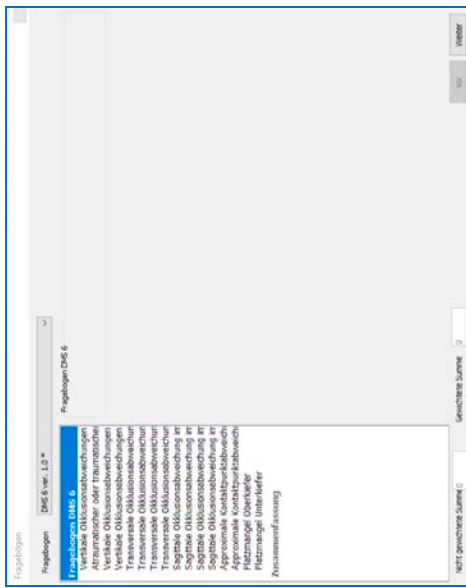 Fragebögen
Fragebogen DMS 6 ver. 1.0 *
Fragebogen DMS 6
Vertikale Okklusionsabweichungen
Atraumatischer oder traumatischer
Vertikale Okklusionsabweichungen
Vertikale Okklusionsabweichungen
Transversale Okklusionsabweichun
Transversale Okklusionsabweichun
Transversale Okklusionsabweichun
Transversale Okklusionsabweichun
Sagittale Okklusionsabweichung im
Sagittale Okklusionsabweichung im
Sagittale Okklusionsabweichung im
Sagittale Okklusionsabweichung im
Approximale Kontaktpunktabweichu
Approximale Kontaktpunktabweichu
Platzmangel Oberkiefer
Platzmangel Unterkiefer
Zusammenfassung
Fragebogen DMS 6
Nicht gewichtete Summe 0
Gewichtete Summe 0
Vor
Weiter